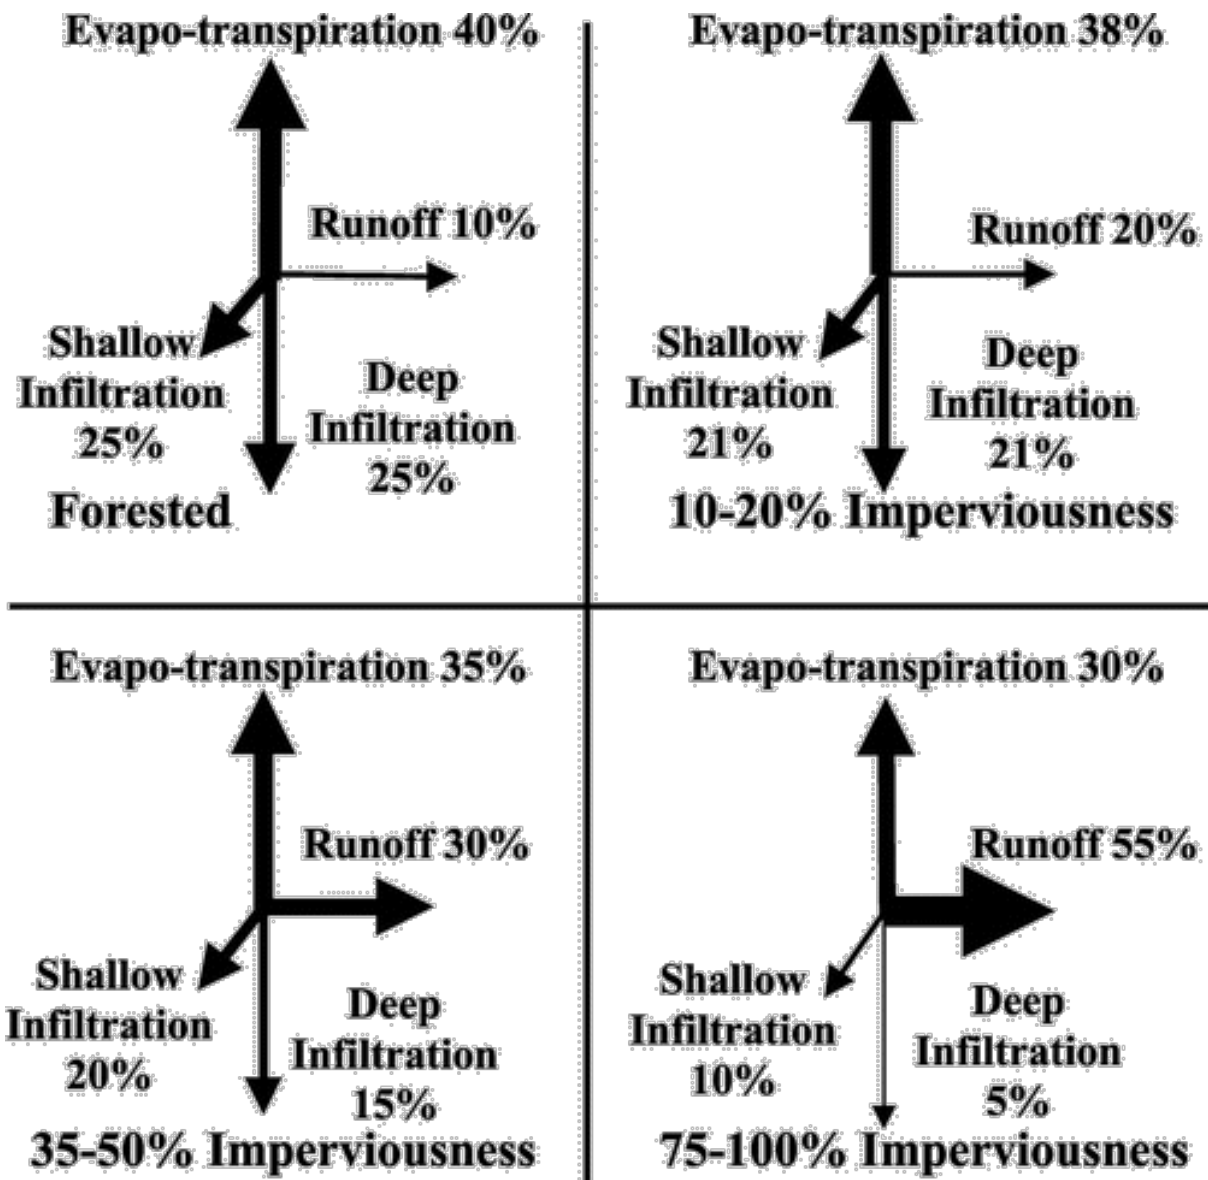 Evapo-transpiration 40%
Runoff 10%
Shallow
Infiltration
25%
Deep
Infiltration
25%
Forested
Evapo-transpiration 38%
Runoff 20%
Shallow
Infiltration
21%
Deep
Infiltration
21%
10-20% Imperviousness
Evapo-transpiration 35%
Runoff 30%
Shallow
Infiltration
20%
Deep
Infiltration
15%
35-50% Imperviousness
Evapo-transpiration 30%
Runoff 55%
Shallow
Infiltration
10%
Deep
Infiltration
5%
75-100% Imperviousness